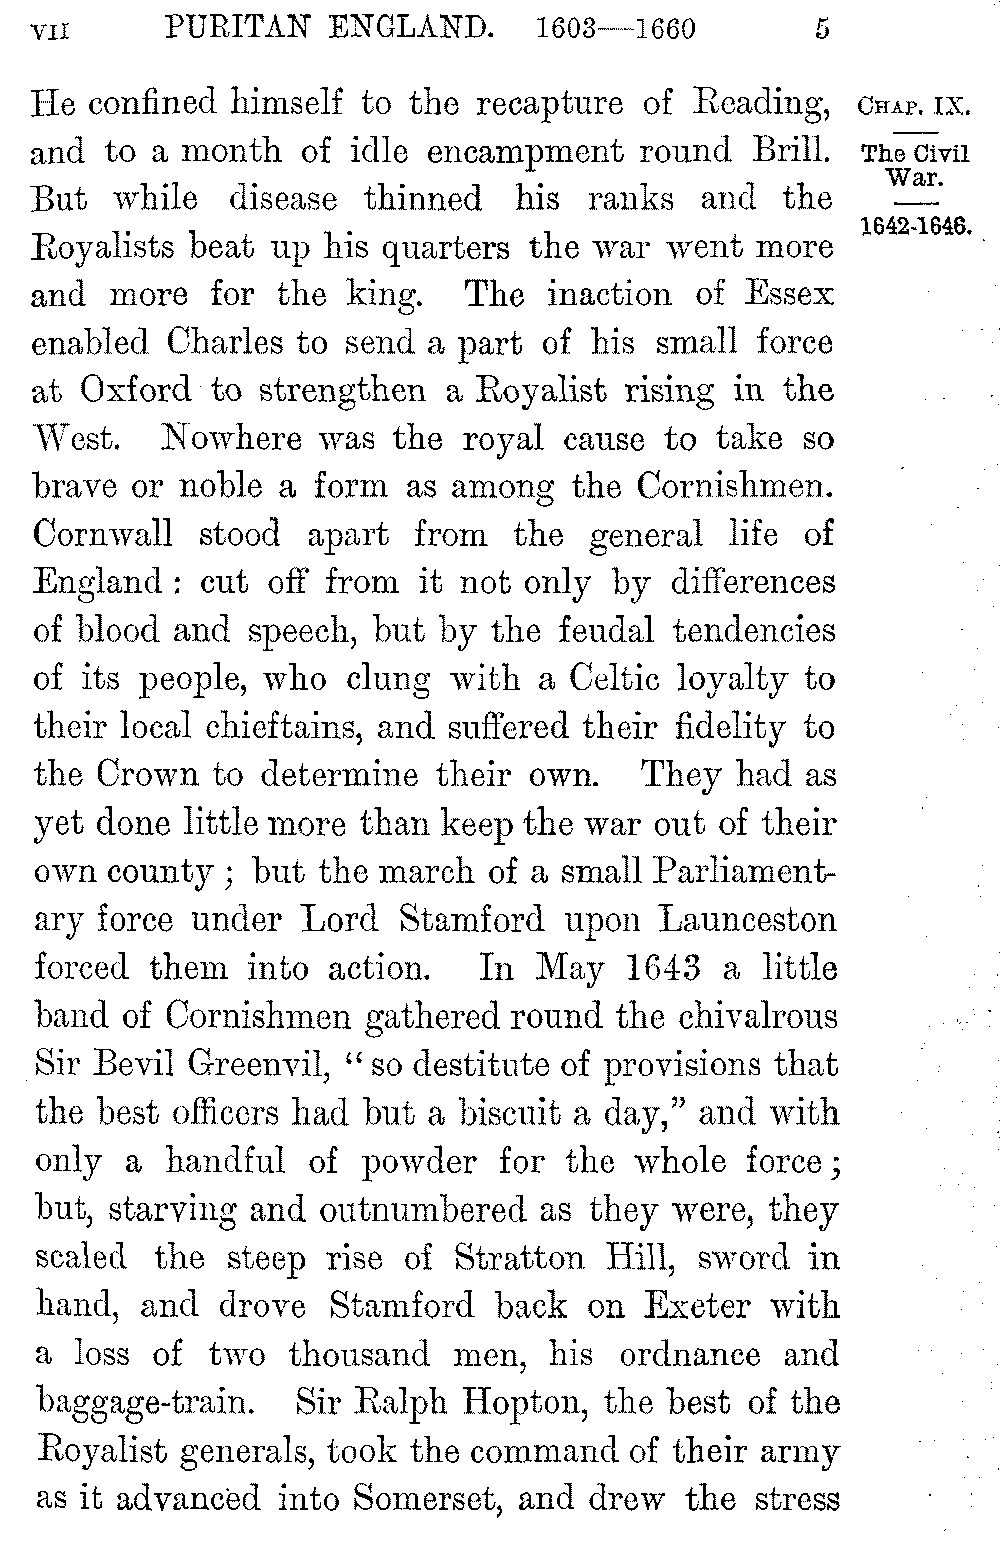 VII PURITAN ENGLAND. 1603—1660 5
He confined himself to the recapture of Reading,
and to a month of idle encampment round Brill.
But while disease thinned his ranks and the
Royalists beat up his quarters the war went more
and more for the king. The inaction of Essex
enabled Charles to send a part of his small force
at Oxford to strengthen a Royalist rising in the
West. Nowhere was the royal cause to take so
brave or noble a form as among the Cornishmen.
Cornwall stood apart from the general life of
England : cut off from it not only by differences
of blood and speech, but by the feudal tendencies
of its people, who clung with a Celtic loyalty to
their local chieftains, and suffered their fidelity to
the Crown to determine their own. They had as
yet done little more than keep the war out of their
own county ; but the march of a small Parliament-
ary force under Lord Stamford upon Launceston
forced them into action. In May 1643 a little
band of Cornishmen gathered round the chivalrous
Sir Bevil Greenvil, “ so destitute of provisions that
the best officers had but a biscuit a day,” and with
only a handful of powder for the whole force ;
but, starving and outnumbered as they were, they
scaled the steep rise of Stratton Hill, sword in
hand, and drove Stamford back on Exeter with
a loss of two thousand men, his ordnance and
baggage-train. Sir Ralph Hopton, the best of the
Royalist generals, took the command of their army
as it advanced into Somerset, and drew the stress
CHAP. IX.
The Civil
War.
1642-1646.